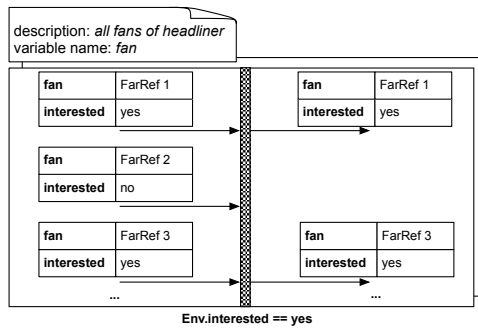 description: all fans of headliner
variable name: fan
fan FarRef 1 fan FarRef 1
interested yes interested yes
fan FarRef 2
interested no
fan FarRef 3 fan FarRef 3
interested yes interested yes
... ...
Env.interested == yes